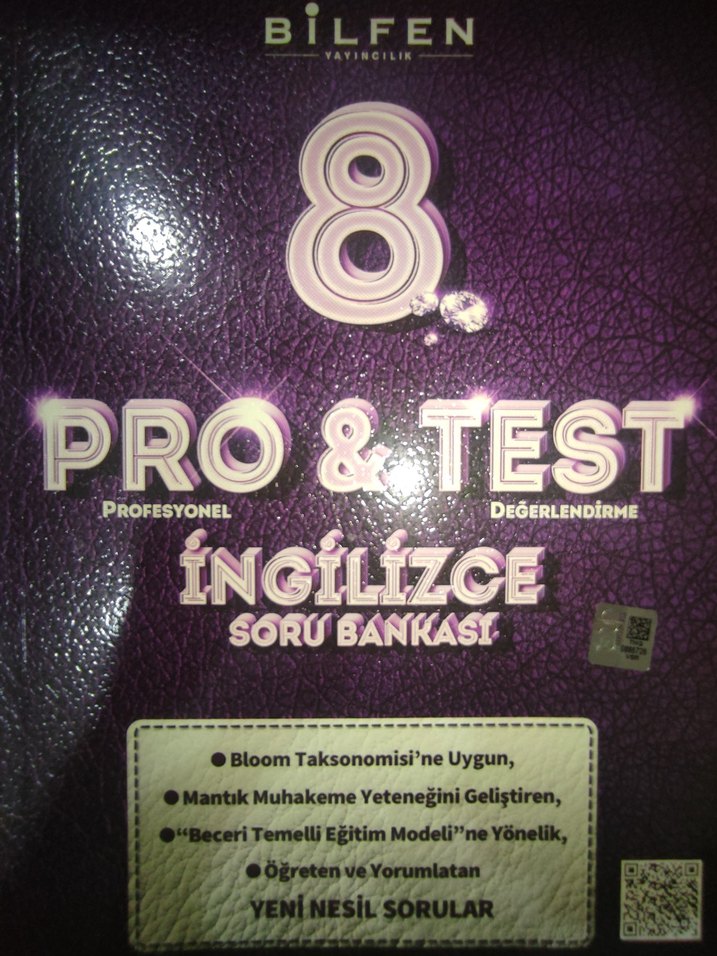 BİLFEN
YAYINCILIK
8.
PRO & TEST
PROFESYONEL DEĞERLENDİRME
İNGİLİZCE
SORU BANKASI
● Bloom Taksonomisi'ne Uygun,
● Mantık Muhakeme Yeteneğini Geliştiren,
● "Beceri Temelli Eğitim Modeli"ne Yönelik,
● Öğreten ve Yorumlatan
YENİ NESİL SORULAR